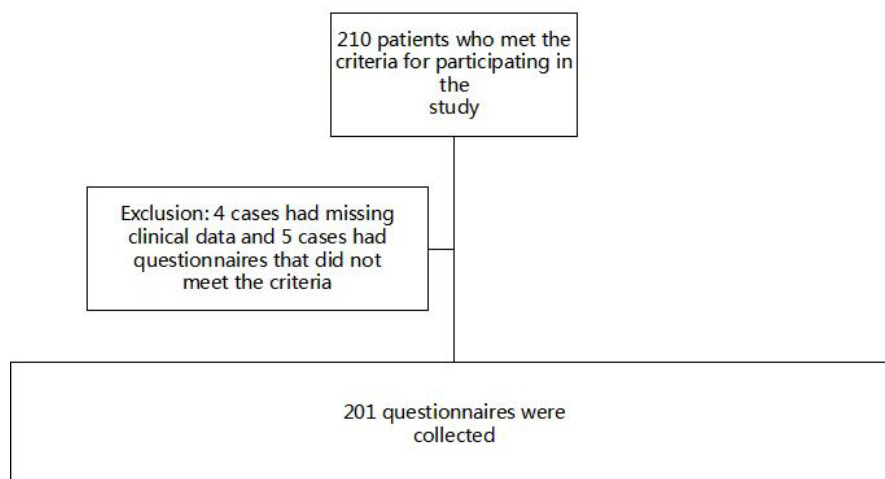 210 patients who met the
criteria for participating in
the
study
Exclusion: 4 cases had missing
clinical data and 5 cases had
questionnaires that did not
meet the criteria
201 questionnaires were
collected